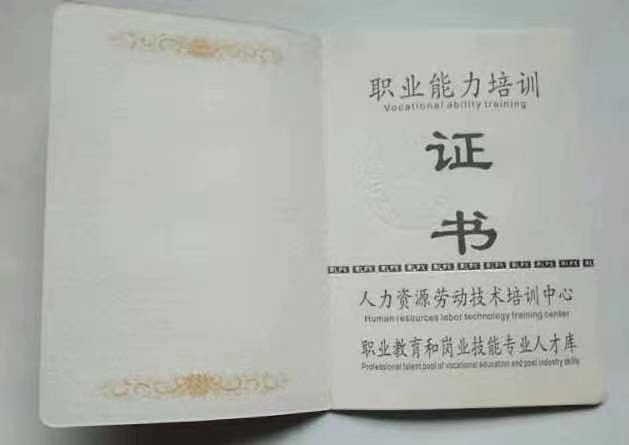 职业能力培训
Vocational ability training
证
书
人力资源劳动技术培训中心
Human resources labor technology training center
职业教育和岗业技能专业人才库
Professional talent pool of vocational education and post industry skills